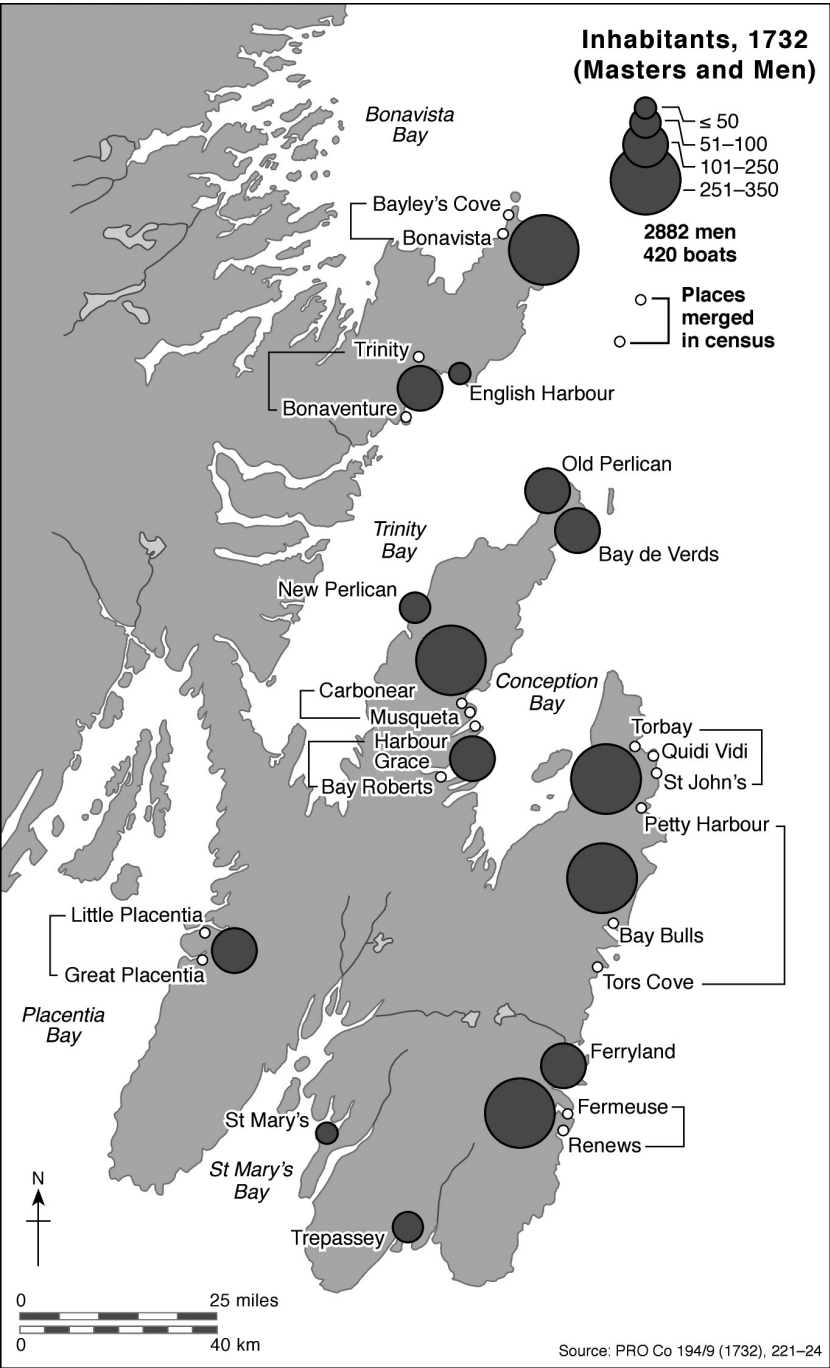 Inhabitants, 1732
(Masters and Men)
≤ 50
51–100
101–250
251–350
2882 men
420 boats
Places
merged
in census
Bonavista
Bay
Bayley's Cove
Bonavista
Trinity
English Harbour
Bonaventure
Old Perlican
Trinity
Bay
Bay de Verds
New Perlican
Carbonear
Musqueta
Conception
Bay
Harbour
Grace
Bay Roberts
Torbay
Quidi Vidi
St John's
Petty Harbour
Bay Bulls
Tors Cove
Little Placentia
Great Placentia
Placentia
Bay
Ferryland
Fermeuse
Renews
St Mary's
St Mary's
Bay
Trepassey
N
0 25 miles
0 40 km
Source: PRO Co 194/9 (1732), 221–24